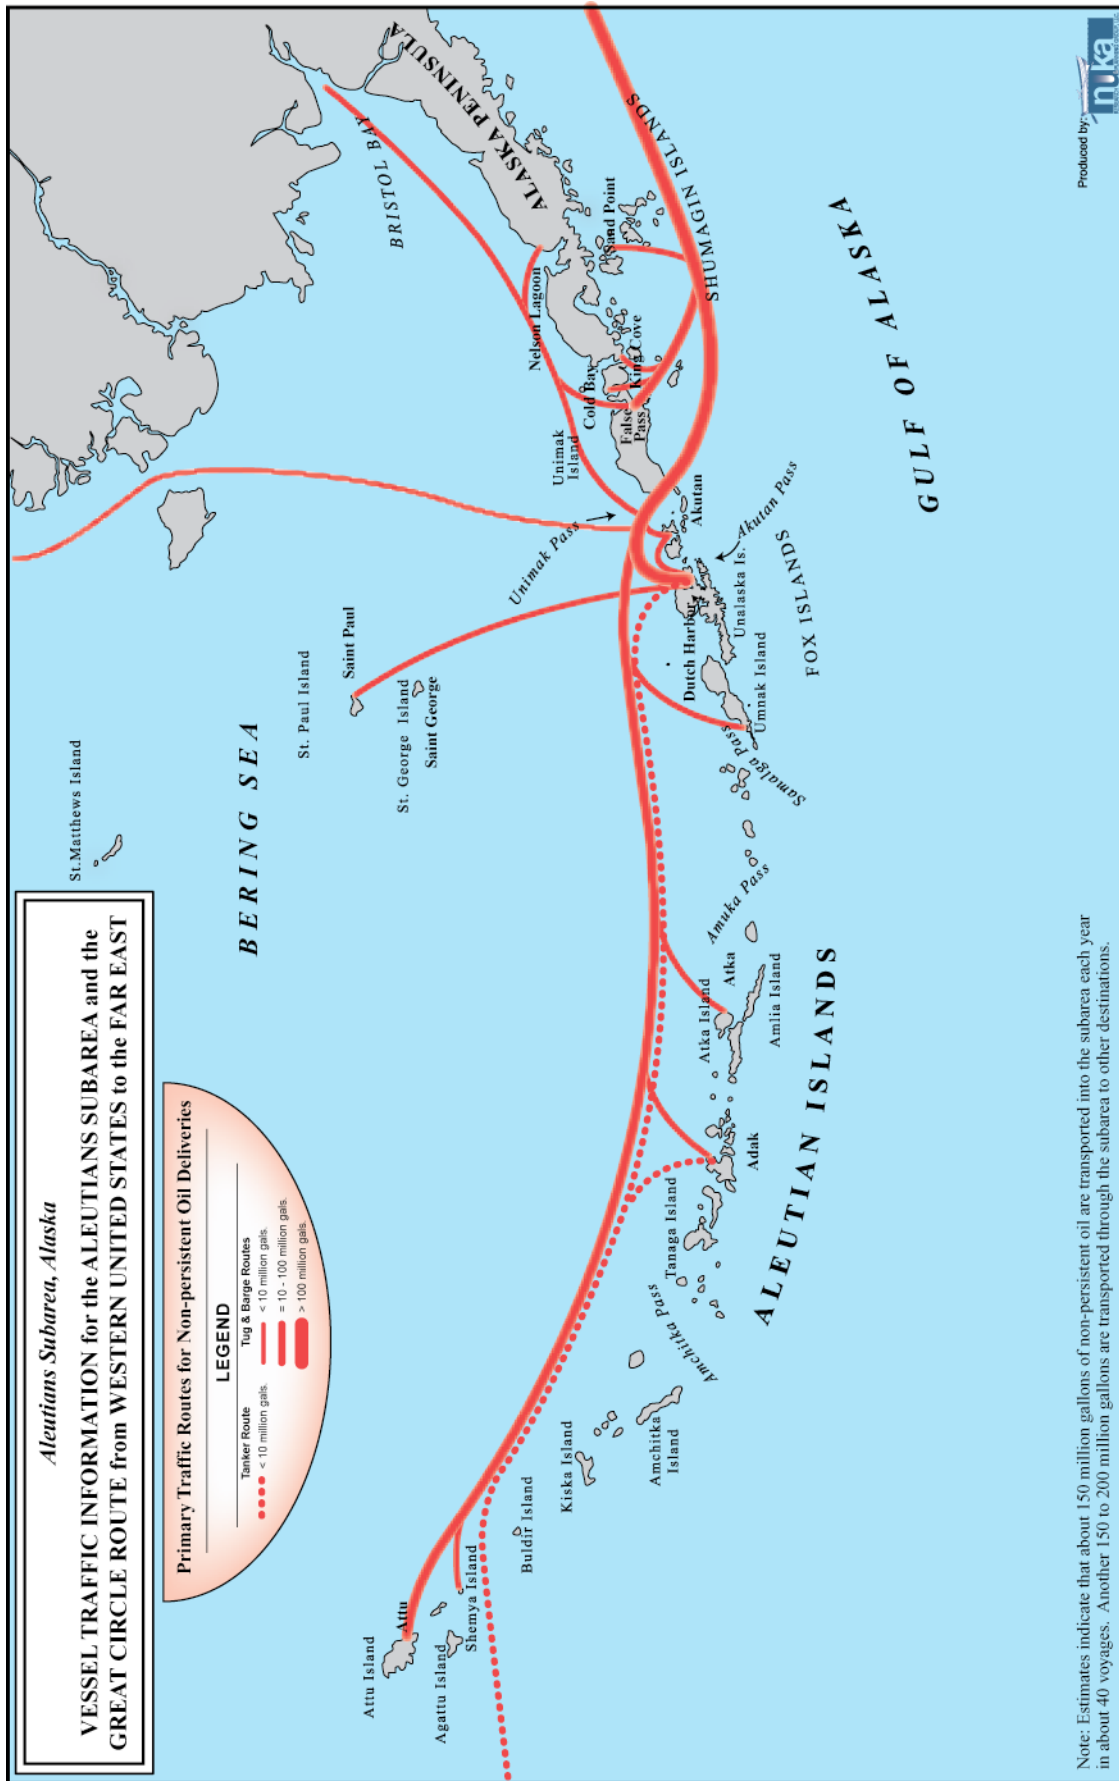 Aleutians Subarea, Alaska
VESSEL TRAFFIC INFORMATION for the ALEUTIANS SUBAREA and the
GREAT CIRCLE ROUTE from WESTERN UNITED STATES to the FAR EAST
Primary Traffic Routes for Non-persistent Oil Deliveries
LEGEND
Tanker Route
Tug & Barge Routes
< 10 million gals.
< 10 million gals.
= 10 - 100 million gals.
> 100 million gals.
St.Matthews Island
BERING SEA
St. Paul Island
Saint Paul
St. George Island
Saint George
BRISTOL BAY
ALASKA PENINSULA
Nelson Lagoon
Sand Point
SHUMAGIN ISLANDS
Cold Bay
King Cove
False
Pass
Unimak
Island
Unimak Pass
Akutan
Akutan Pass
Dutch Harbor
Unalaska Is.
FOX ISLANDS
Umnak Island
Samalga Pass
Amuka Pass
Atka Island
Atka
Amlia Island
Adak
Tanaga Island
Amchitka Pass
Amchitka
Island
Kiska Island
Buldir Island
Shemya Island
Agattu Island
Attu Island
Attu
ALEUTIAN ISLANDS
GULF OF ALASKA
Note: Estimates indicate that about 150 million gallons of non-persistent oil are transported into the subarea each year
in about 40 voyages. Another 150 to 200 million gallons are transported through the subarea to other destinations.
Produced by:
nuka